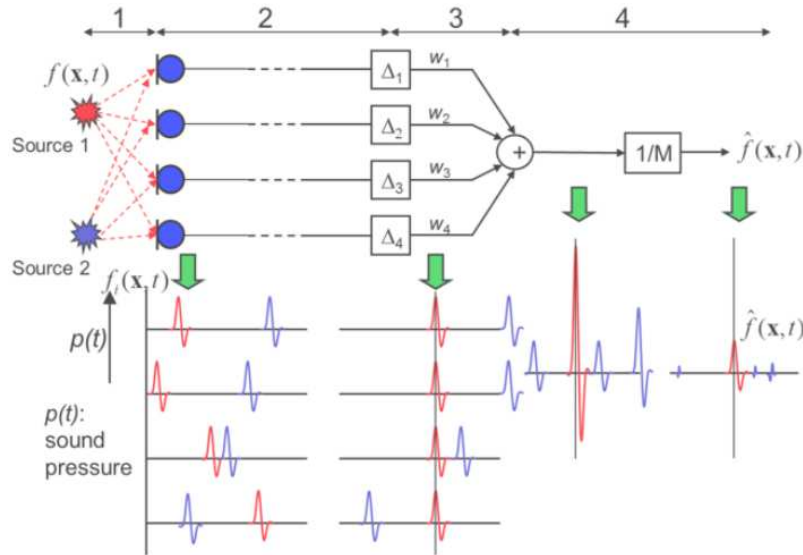 1 2 3 4
f(x,t)
Source 1
Source 2
Δ₁ w₁
Δ₂ w₂
Δ₃ w₃
Δ₄ w₄
+
1/M
f̂(x,t)
fᵢ(x,t)
p(t)
p(t):
sound
pressure
f̂(x,t)